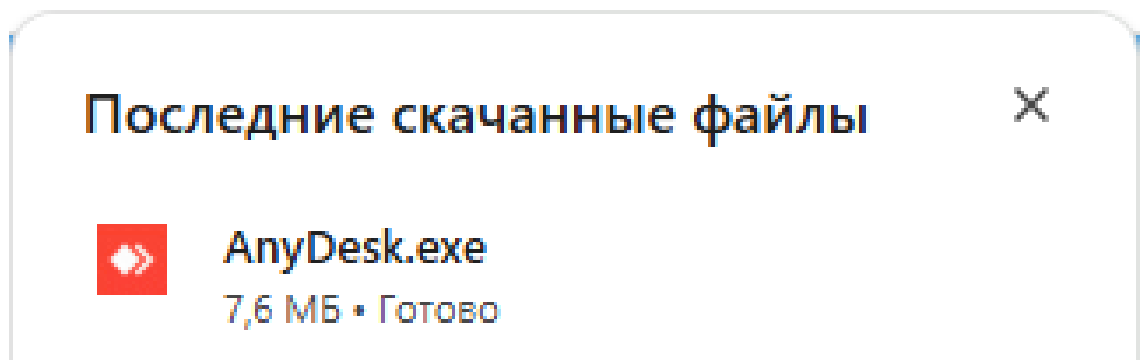 Последние скачанные файлы
AnyDesk.exe
7,6 МБ • Готово